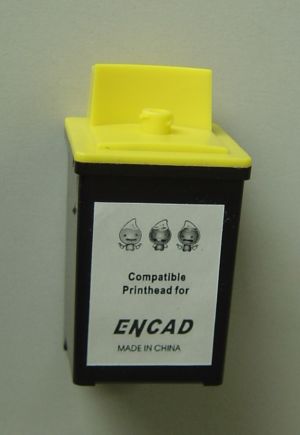 Compatible
Printhead for
ENCAD
MADE IN CHINA